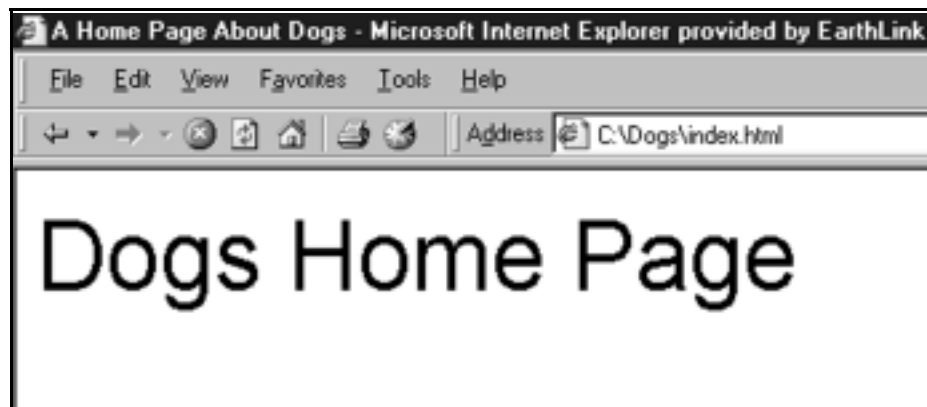 A Home Page About Dogs - Microsoft Internet Explorer provided by EarthLink
File Edit View Favorites Tools Help
Address C:\Dogs\index.html
Dogs Home Page